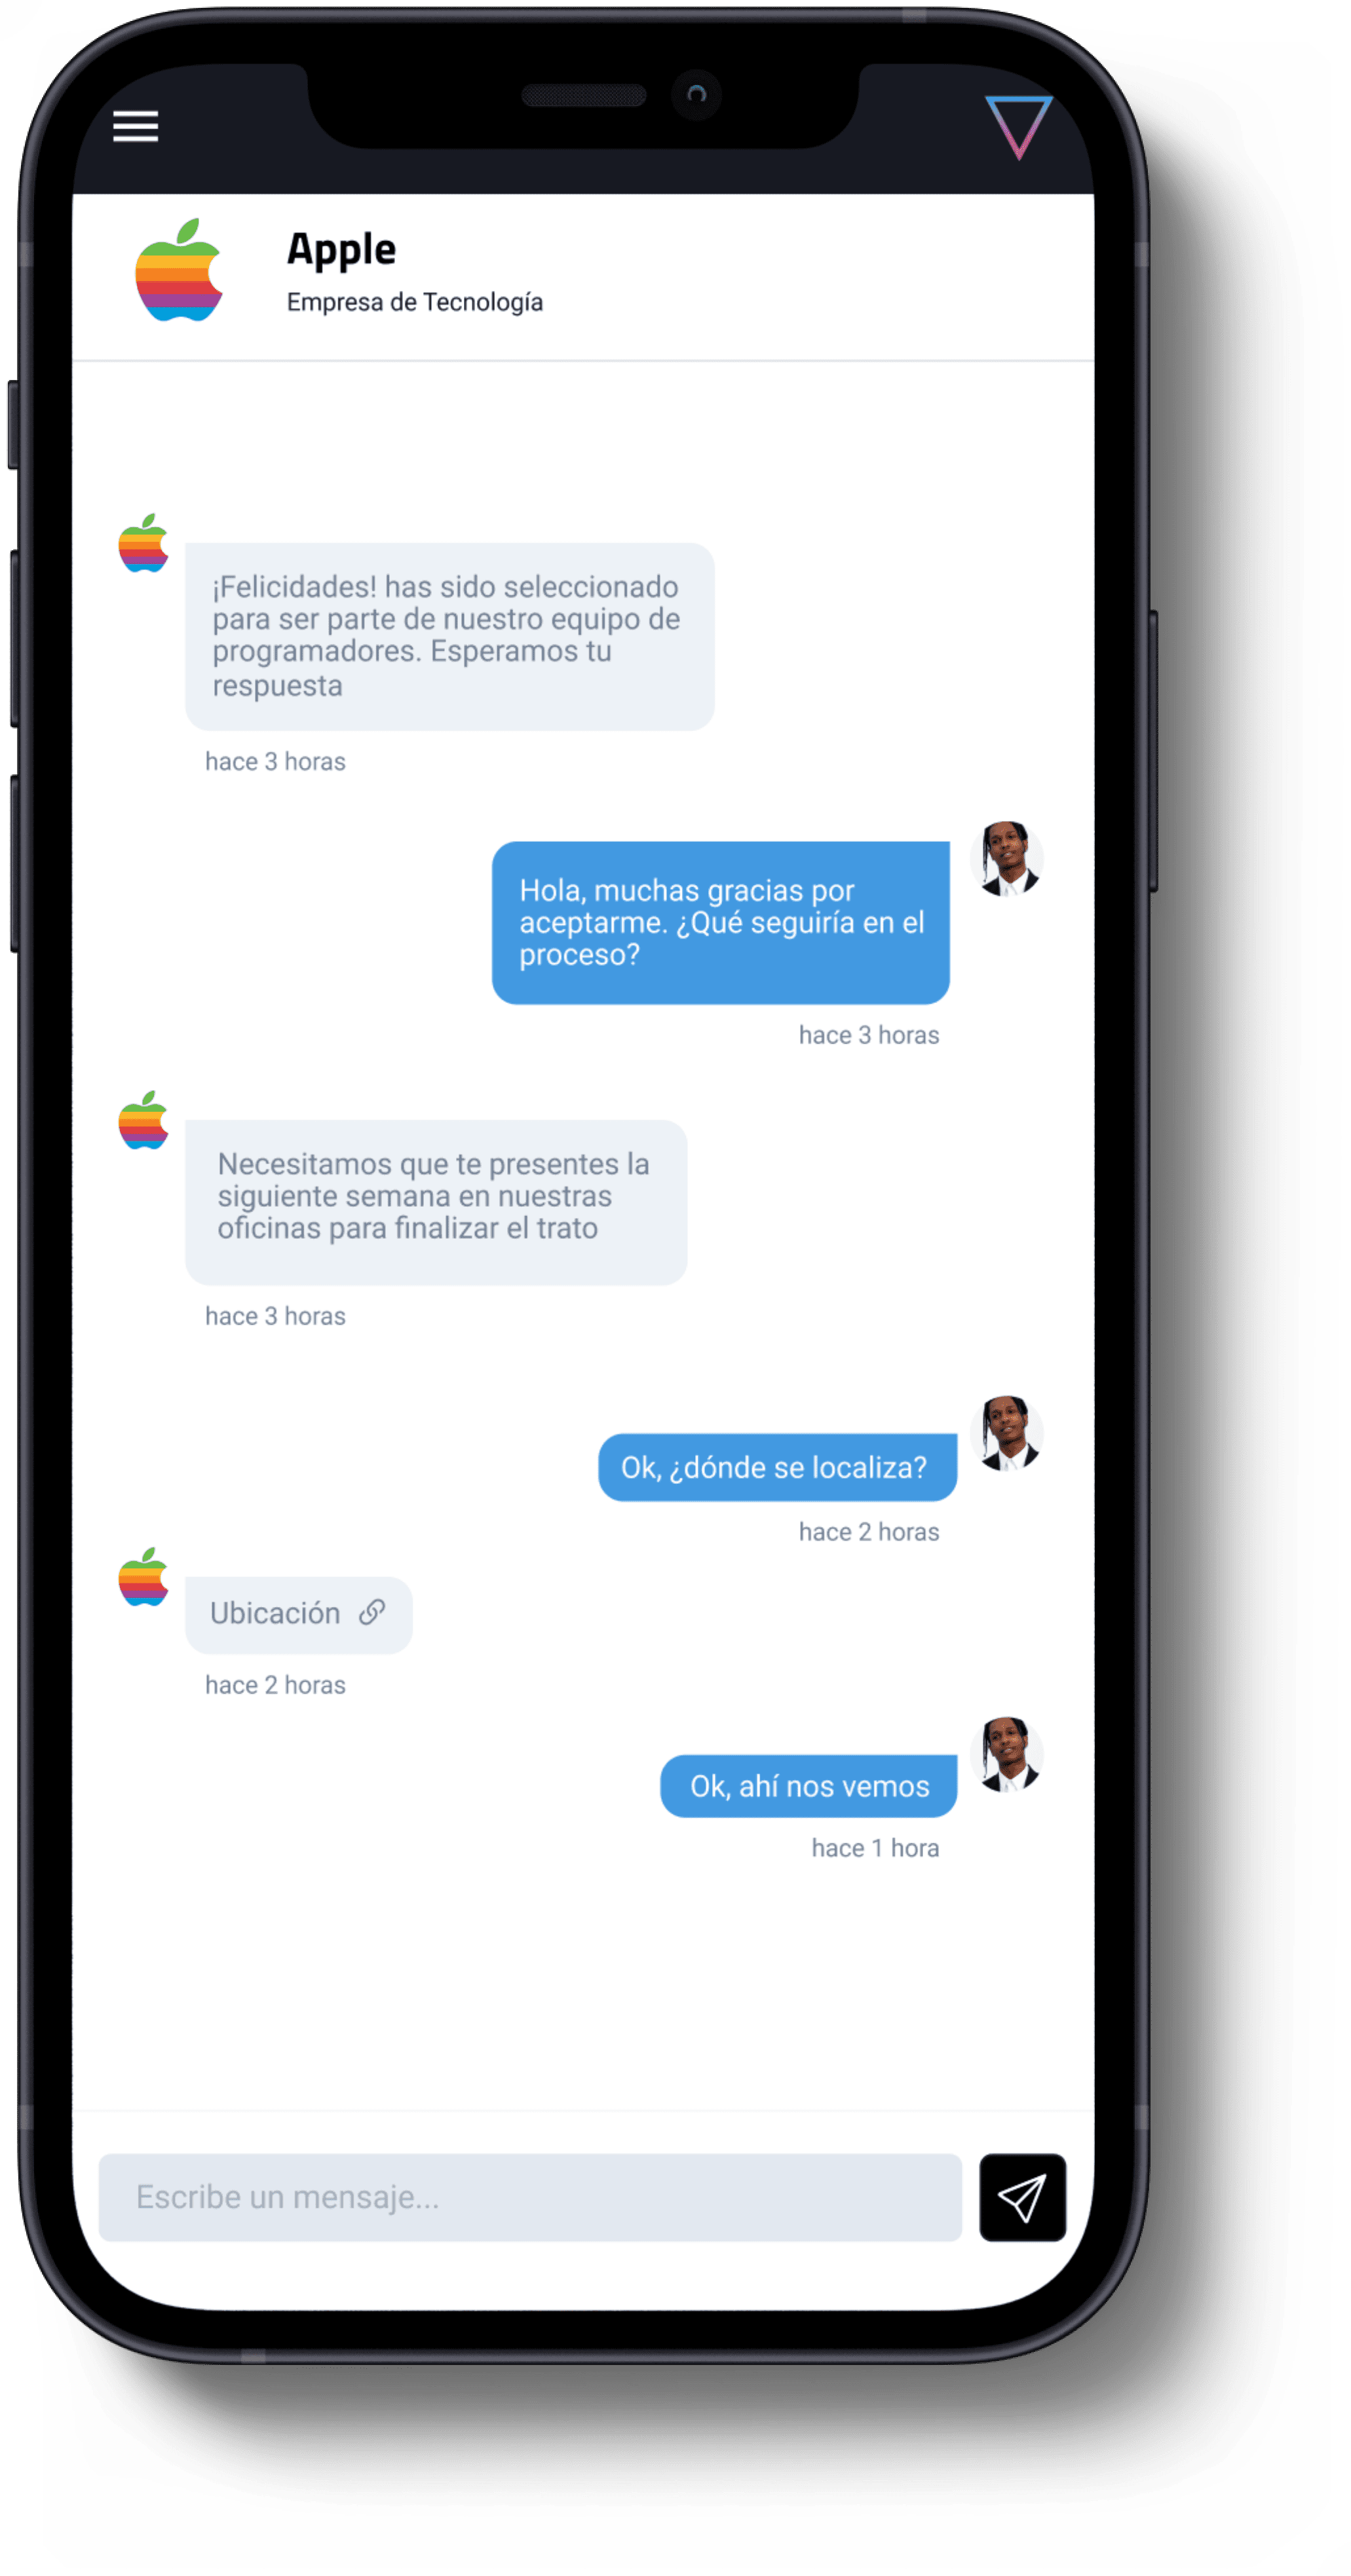 Apple
Empresa de Tecnología
¡Felicidades! has sido seleccionado
para ser parte de nuestro equipo de
programadores. Esperamos tu
respuesta
hace 3 horas
Hola, muchas gracias por
aceptarme. ¿Qué seguiría en el
proceso?
hace 3 horas
Necesitamos que te presentes la
siguiente semana en nuestras
oficinas para finalizar el trato
hace 3 horas
Ok, ¿dónde se localiza?
hace 2 horas
Ubicación
hace 2 horas
Ok, ahí nos vemos
hace 1 hora
Escribe un mensaje...